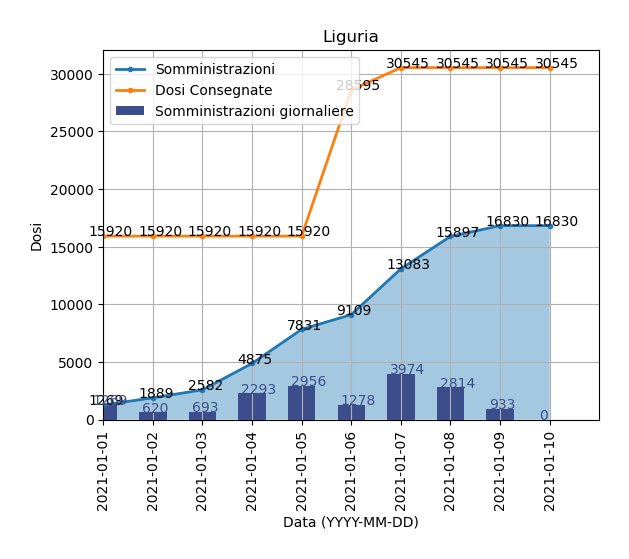 Liguria
Somministrazioni
Dosi Consegnate
Somministrazioni giornaliere
Dosi
30000
25000
20000
15000
10000
5000
0
28595 30545 30545 30545 30545
15920 15920 15920 15920 15920
1269 1889 2582 4875 7831 9109 13083 15897 16830 16830
1269 620 693 2293 2956 1278 3974 2814 933 0
2021-01-01
2021-01-02
2021-01-03
2021-01-04
2021-01-05
2021-01-06
2021-01-07
2021-01-08
2021-01-09
2021-01-10
Data (YYYY-MM-DD)